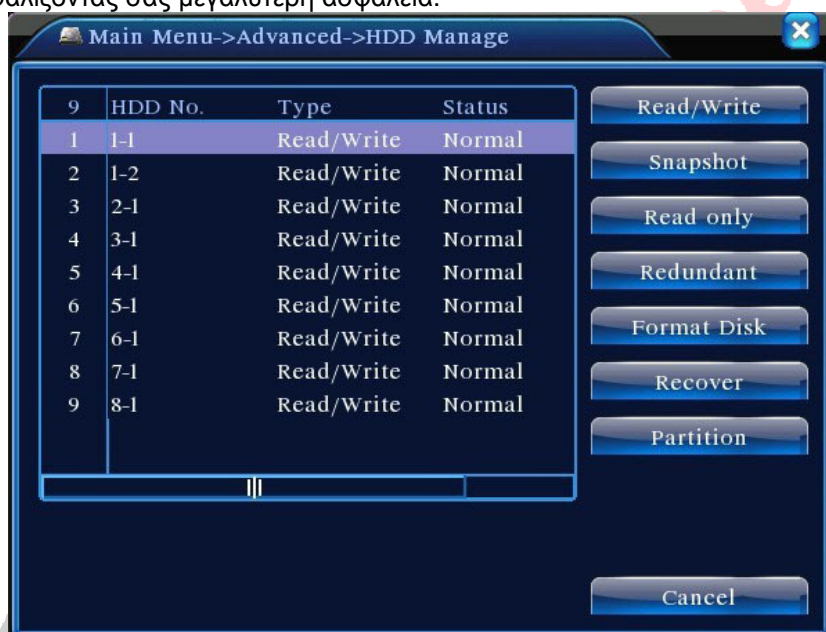 σας μεγαλύτερη ασφάλεια.
Main Menu->Advanced->HDD Manage
9 HDD No. Type Status
1 1-1 Read/Write Normal
2 1-2 Read/Write Normal
3 2-1 Read/Write Normal
4 3-1 Read/Write Normal
5 4-1 Read/Write Normal
6 5-1 Read/Write Normal
7 6-1 Read/Write Normal
8 7-1 Read/Write Normal
9 8-1 Read/Write Normal
Read/Write
Snapshot
Read only
Redundant
Format Disk
Recover
Partition
Cancel